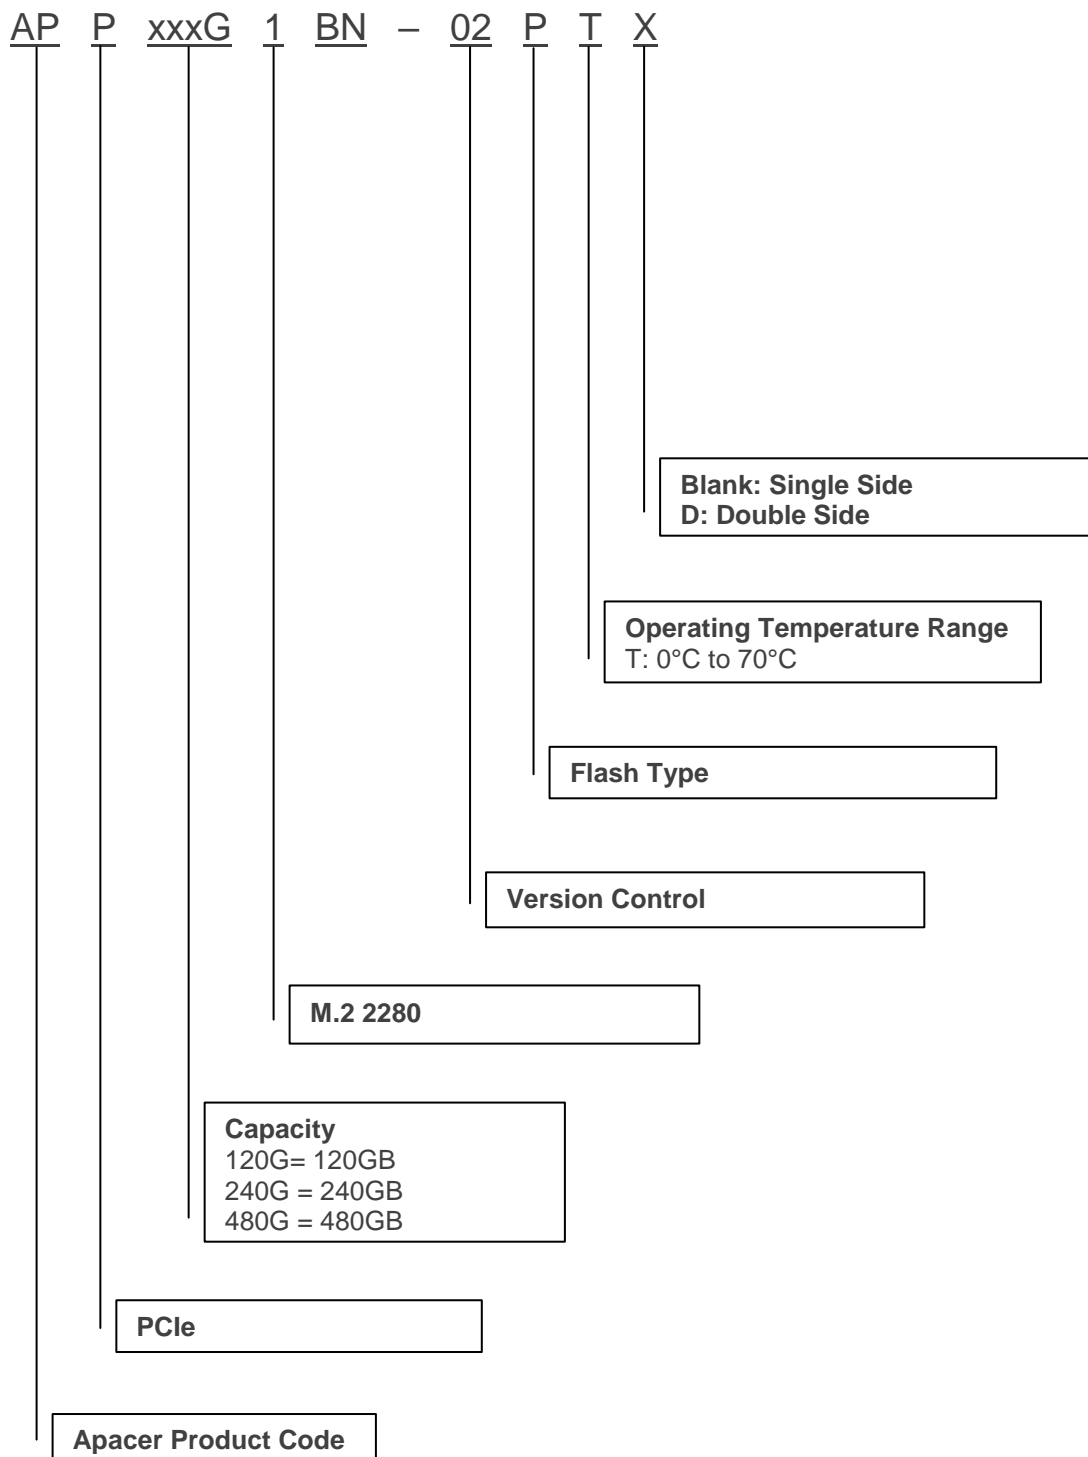 AP P xxxG 1 BN – 02 P T X
Blank: Single Side
D: Double Side
Operating Temperature Range
T: 0°C to 70°C
Flash Type
Version Control
M.2 2280
Capacity
120G= 120GB
240G = 240GB
480G = 480GB
PCIe
Apacer Product Code